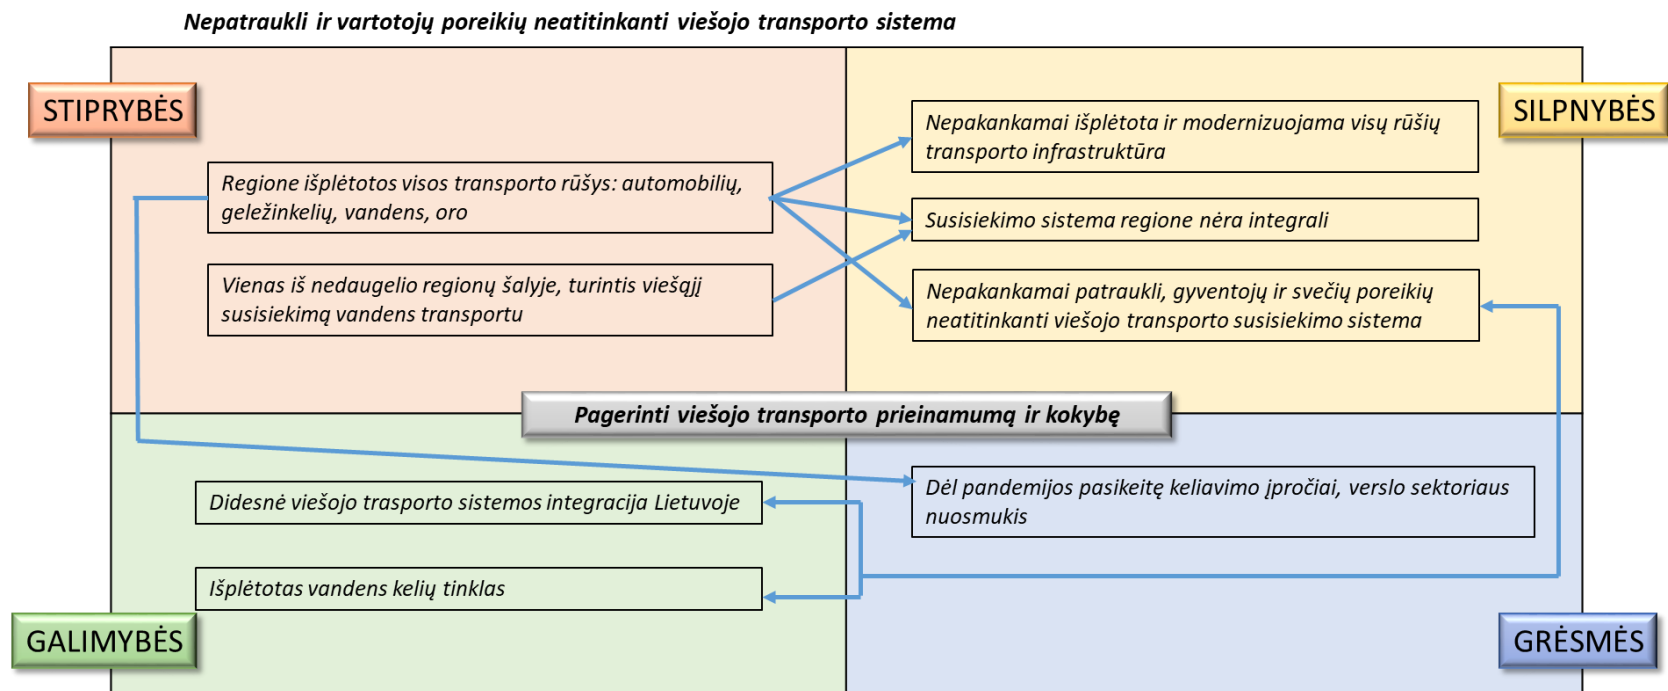 Nepatraukli ir vartotojų poreikių neatitinkanti viešojo transporto sistema
STIPRYBĖS
SILPNYBĖS
Regione išplėtotos visos transporto rūšys: automobilių,
geležinkelių, vandens, oro
Vienas iš nedaugelio regionų šalyje, turintis viešąjį
susisiekimą vandens transportu
Nepakankamai išplėtota ir modernizuojama visų rūšių
transporto infrastruktūra
Susisiekimo sistema regione nėra integrali
Nepakankamai patraukli, gyventojų ir svečių poreikių
neatitinkanti viešojo transporto susisiekimo sistema
Pagerinti viešojo transporto prieinamumą ir kokybę
Didesnė viešojo trasporto sistemos integracija Lietuvoje
Išplėtotas vandens kelių tinklas
Dėl pandemijos pasikeitę keliavimo įpročiai, verslo sektoriaus
nuosmukis
GALIMYBĖS
GRĖSMĖS